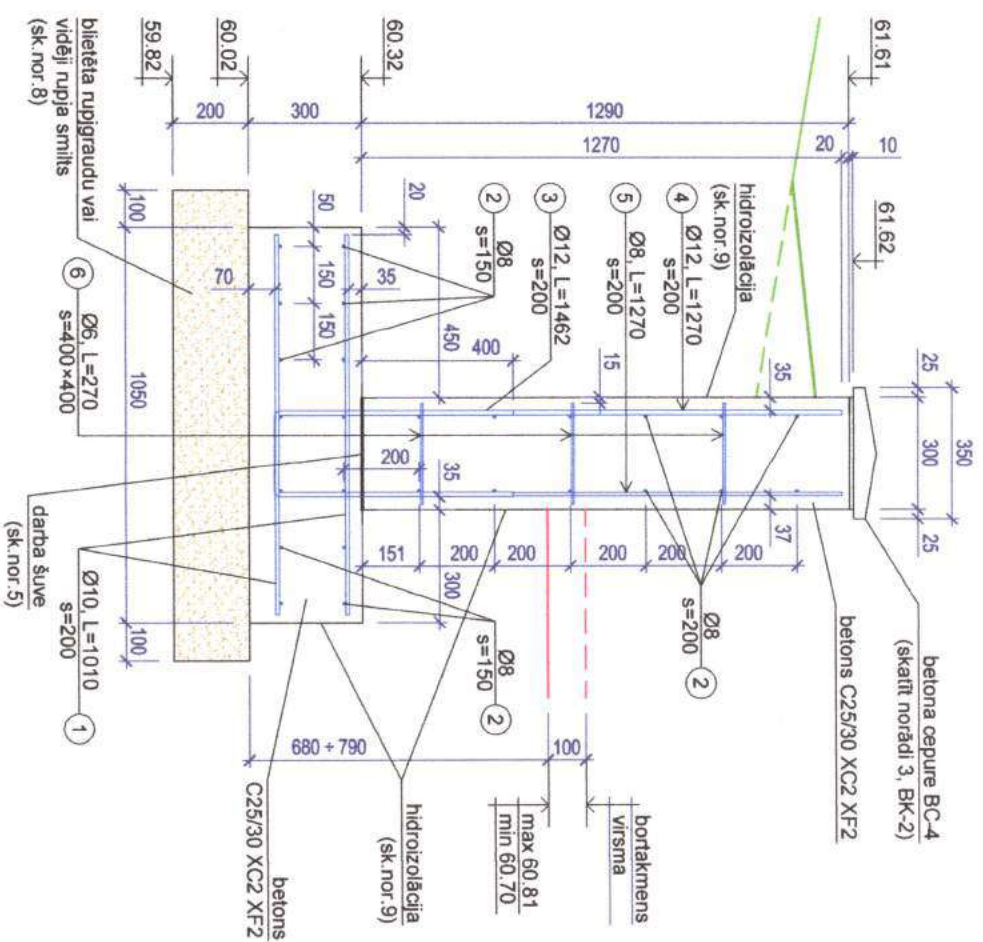 betona cepure BC-4
(skatīt norādi 3, BK-2)
betons C25/30 XC2 XF2
bortakmens
virsma
max 60.81
min 60.70
hidroizolācija
(sk.nor.9)
betons
C25/30 XC2 XF2
350
25
300
25
61.61
61.62
10
20
1290
1270
hidroizolācija
(sk.nor.9)
4
Ø12, L=1270
s=200
5
Ø8, L=1270
s=200
3
Ø12, L=1462
s=200
2
Ø8
s=150
35
37
15
Ø8
s=200
2
200
200
200
200
200
151
400
450
35
200
300
100
680 ÷ 790
Ø8
s=150
2
60.32
60.02
59.82
300
200
20
50
150
150
35
70
100
1050
100
blietēta rupjgraudu vai
vidēji rupja smilts
(sk.nor.8)
6
Ø6, L=270
s=400×400
darba šuve
(sk.nor.5)
Ø10, L=1010
s=200
1